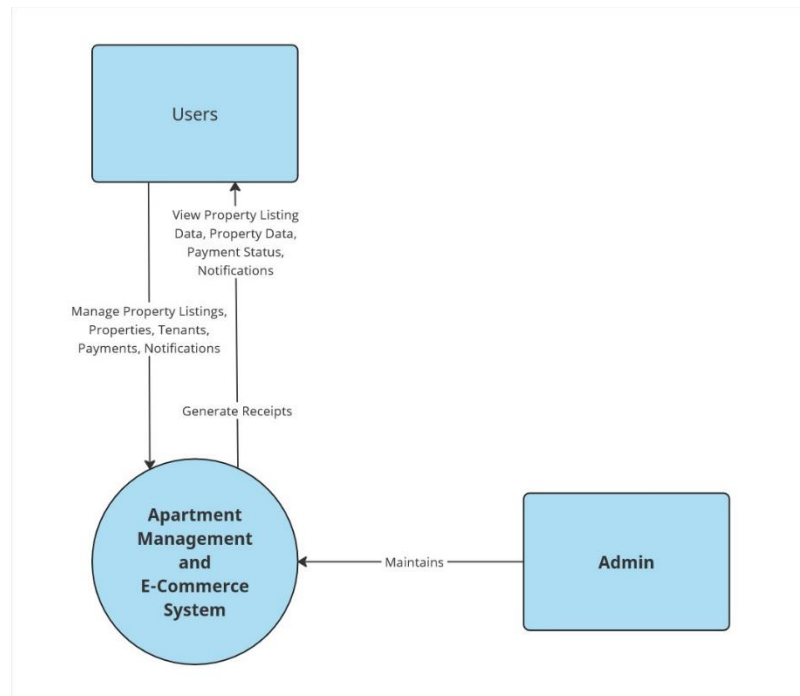 Users
View Property Listing
Data, Property Data,
Payment Status,
Notifications
Manage Property Listings,
Properties, Tenants,
Payments, Notifications
Generate Receipts
Apartment
Management
and
E-Commerce
System
Maintains
Admin